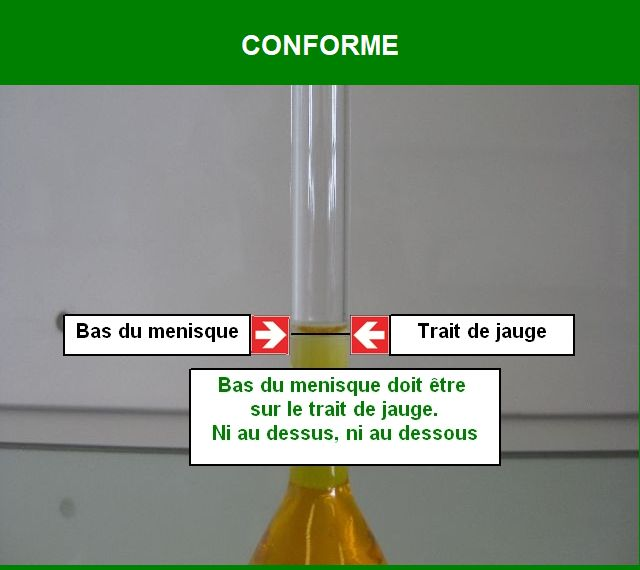 CONFORME
Bas du menisque
Trait de jauge
Bas du menisque doit être
sur le trait de jauge.
Ni au dessus, ni au dessous